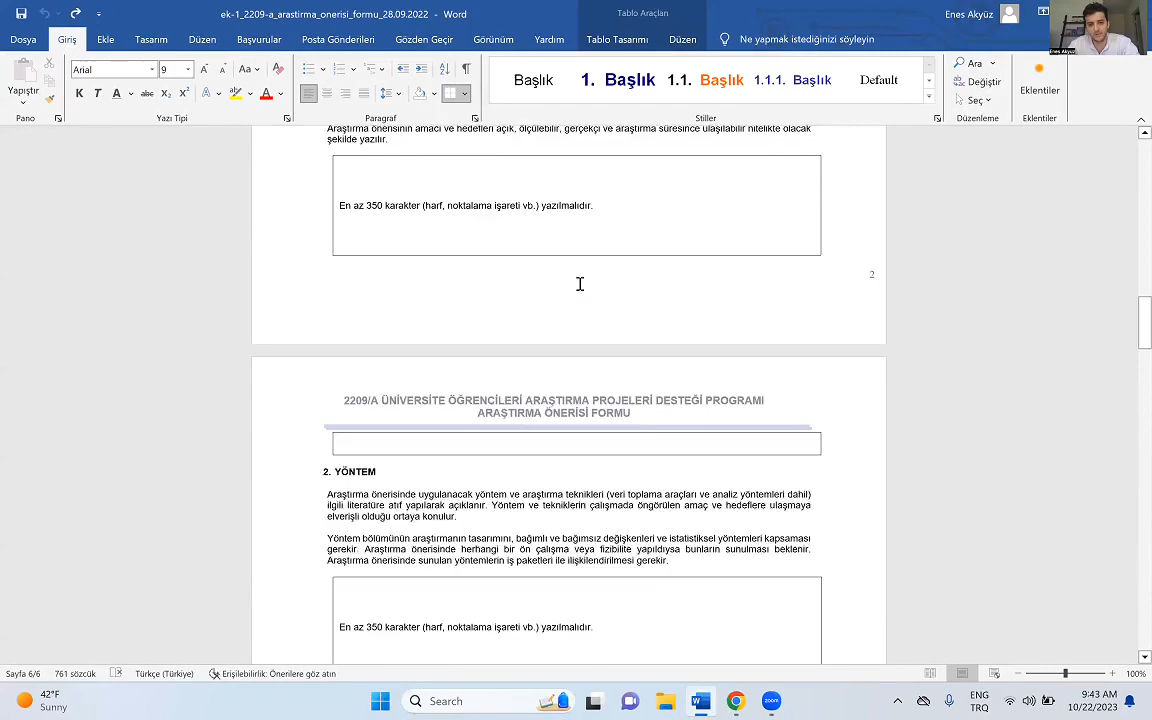 ek-1_2209-a_arastirma_onerisi_formu_28.09.2022 - Word
Tablo Araçları
Enes Akyüz
Dosya Giriş Ekle Tasarım Düzen Başvurular Posta Gönderileri Gözden Geçir Görünüm Yardım Tablo Tasarımı Düzen Ne yapmak istediğinizi söyleyin
Enes Akyüz
Yapıştır
Arial 9
Başlık 1. Başlık 1.1. Başlık 1.1.1. Başlık Default
Ara
Değiştir
Seç
Eklentiler
Pano Yazı Tipi Paragraf Stiller Düzenleme Eklentiler
Araştırma önerisinin amacı ve hedefleri açık, ölçülebilir, gerçekçi ve araştırma süresince ulaşılabilir nitelikte olacak
şekilde yazılır.
En az 350 karakter (harf, noktalama işareti vb.) yazılmalıdır.
2
2209/A ÜNİVERSİTE ÖĞRENCİLERİ ARAŞTIRMA PROJELERİ DESTEĞİ PROGRAMI
ARAŞTIRMA ÖNERİSİ FORMU
2. YÖNTEM
Araştırma önerisinde uygulanacak yöntem ve araştırma teknikleri (veri toplama araçları ve analiz yöntemleri dahil)
ilgili literatüre atıf yapılarak açıklanır. Yöntem ve tekniklerin çalışmada öngörülen amaç ve hedeflere ulaşmaya
elverişli olduğu ortaya konulur.
Yöntem bölümünün araştırmanın tasarımını, bağımlı ve bağımsız değişkenleri ve istatistiksel yöntemleri kapsaması
gerekir. Araştırma önerisinde herhangi bir ön çalışma veya fizibilite yapıldıysa bunların sunulması beklenir.
Araştırma önerisinde sunulan yöntemlerin iş paketleri ile ilişkilendirilmesi gerekir.
En az 350 karakter (harf, noktalama işareti vb.) yazılmalıdır.
Sayfa 6/6 761 sözcük Türkçe (Türkiye) Erişilebilirlik: Önerilere göz atın 100%
42°F
Sunny
Search
zoom
ENG
TRQ
9:43 AM
10/22/2023